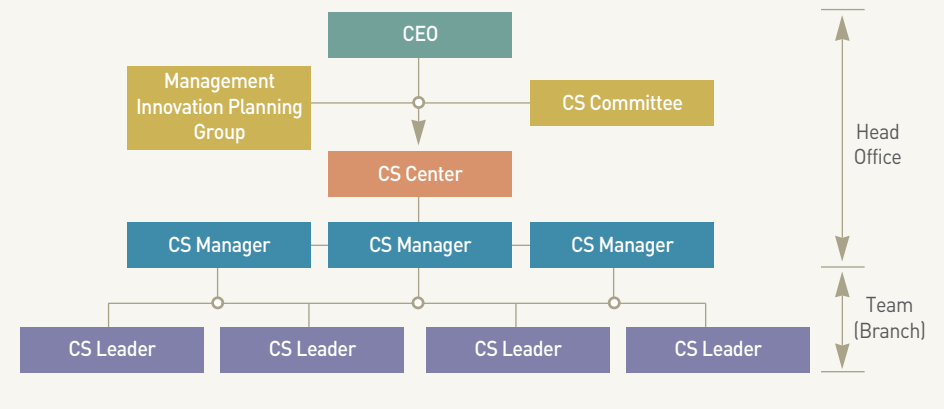 CEO
Management
Innovation Planning
Group
CS Committee
CS Center
CS Manager
CS Manager
CS Manager
CS Leader
CS Leader
CS Leader
CS Leader
Head
Office
Team
(Branch)